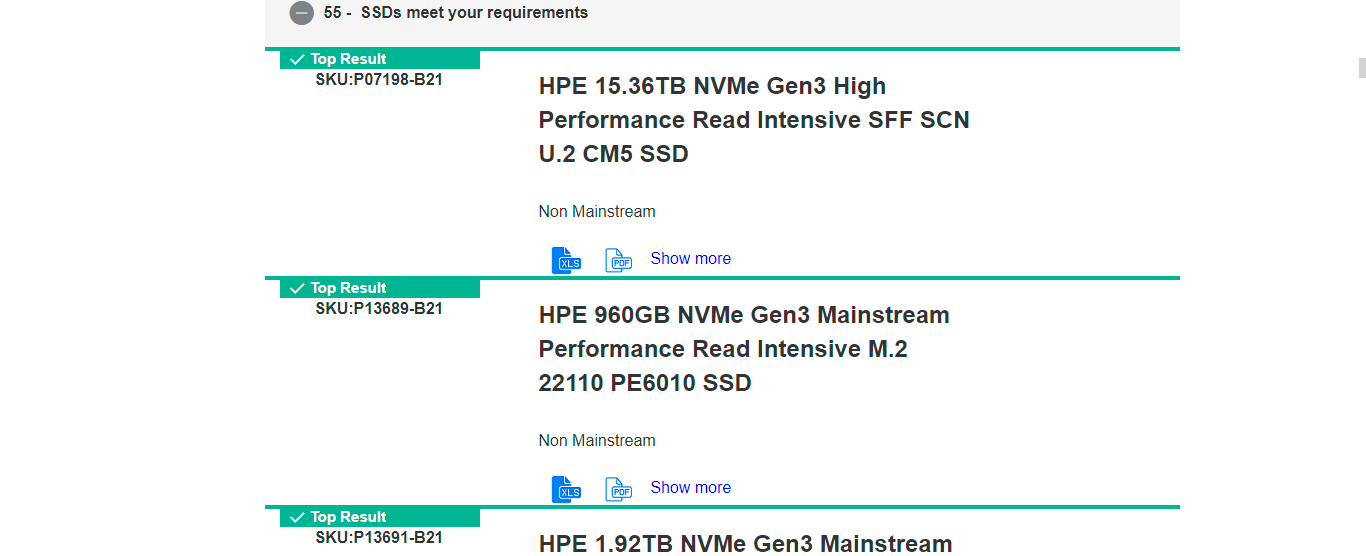 55 -  SSDs meet your requirements
Top Result
SKU:P07198-B21
HPE 15.36TB NVMe Gen3 High
Performance Read Intensive SFF SCN
U.2 CM5 SSD
Non Mainstream
XLS PDF Show more
Top Result
SKU:P13689-B21
HPE 960GB NVMe Gen3 Mainstream
Performance Read Intensive M.2
22110 PE6010 SSD
Non Mainstream
XLS PDF Show more
Top Result
SKU:P13691-B21
HPE 1.92TB NVMe Gen3 Mainstream